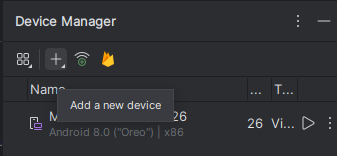 Device Manager
Name ... T...
Add a new device
M 26 26 Vi...
Android 8.0 ("Oreo") | x86